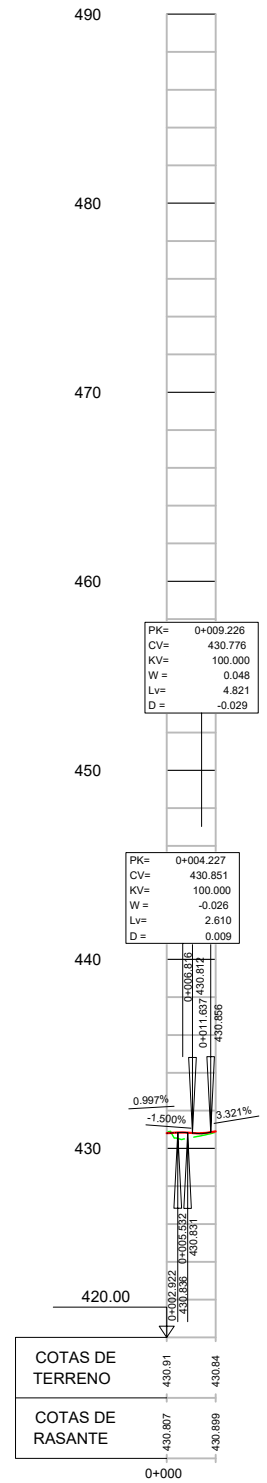 490
480
470
460
PK= 0+009.226
CV= 430.776
KV= 100.000
W = 0.048
Lv= 4.821
D = -0.029
450
PK= 0+004.227
CV= 430.851
KV= 100.000
W = -0.026
Lv= 2.610
D = 0.009
440
0+006.816
430.812
0+011.637
430.856
0.997%
-1.500%
3.321%
430
0+002.922
430.836
0+005.532
430.831
420.00
COTAS DE
TERRENO
430.91
430.84
COTAS DE
RASANTE
430.807
430.899
0+000